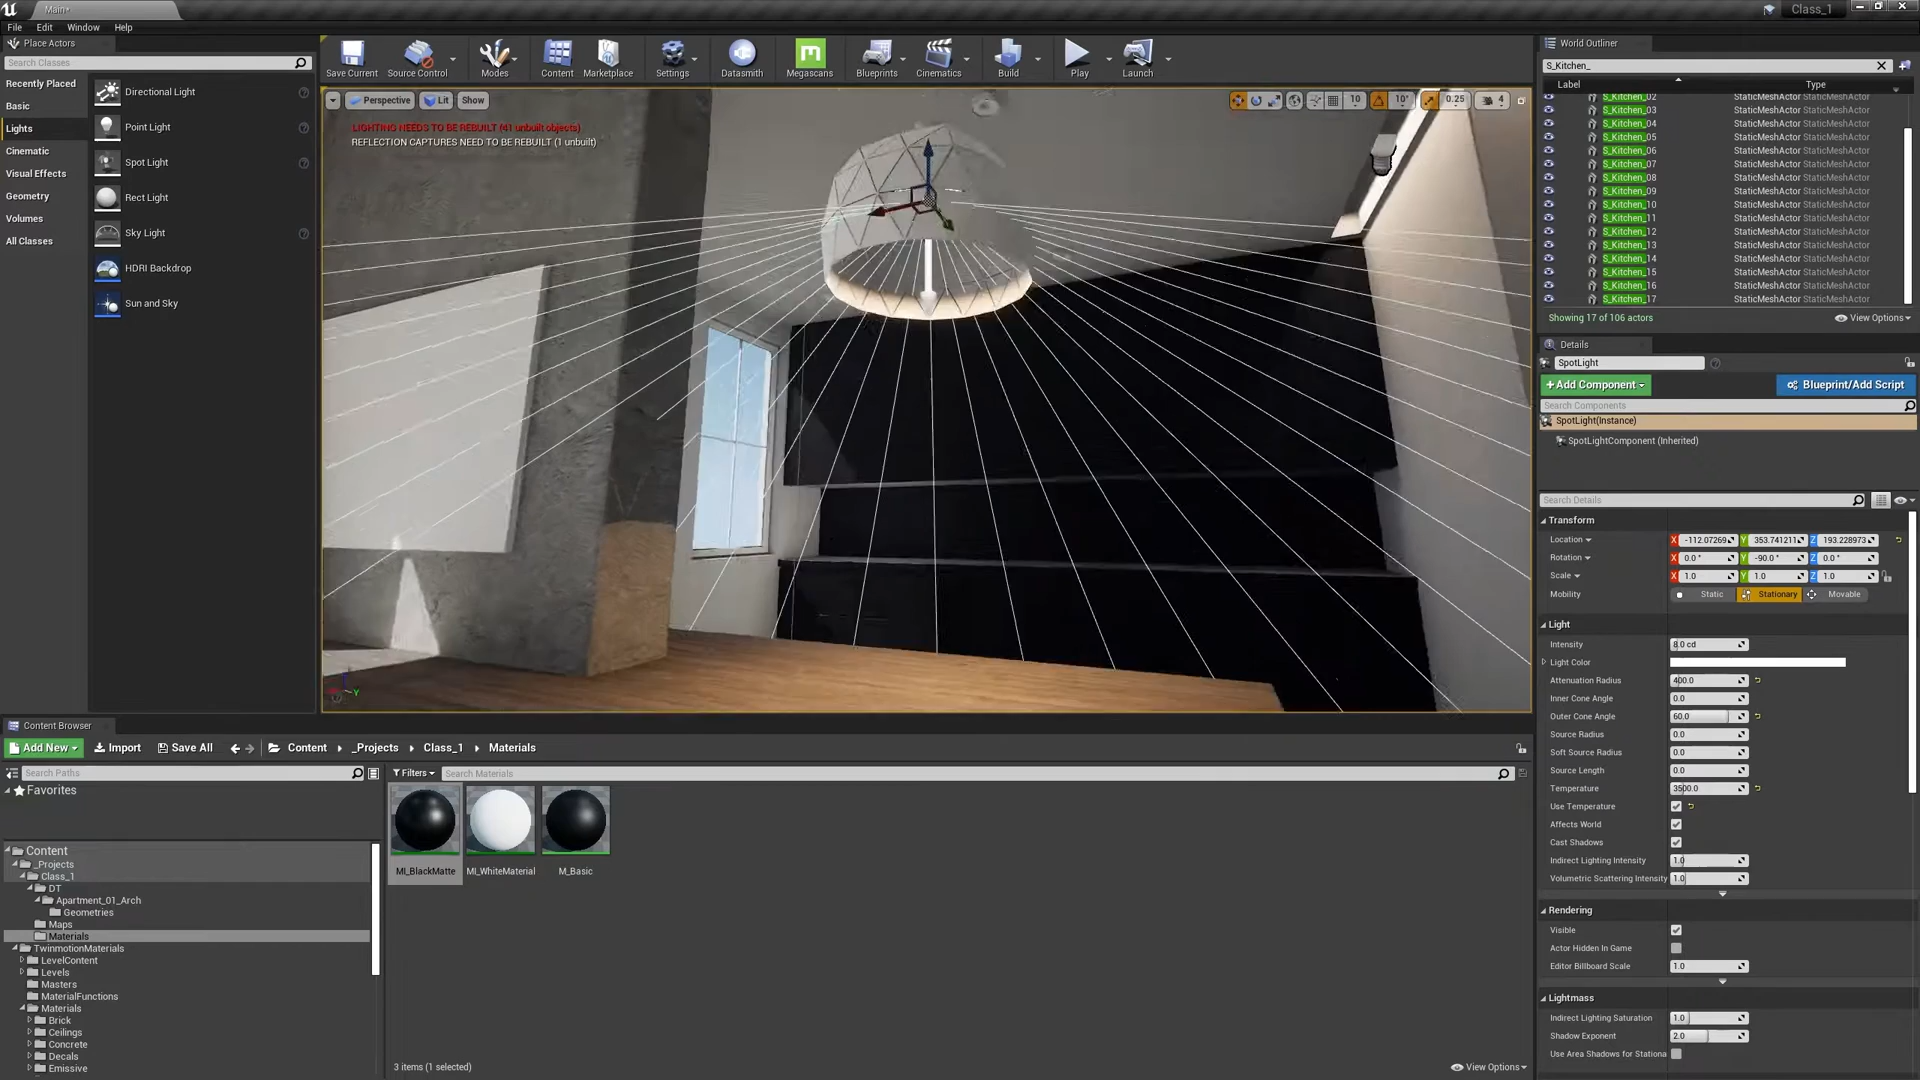 Main*
Class_1
File Edit Window Help
Place Actors
Search Classes
Recently Placed
Basic
Lights
Cinematic
Visual Effects
Geometry
Volumes
All Classes
Directional Light
Point Light
Spot Light
Rect Light
Sky Light
HDRI Backdrop
Sun and Sky
Save Current
Source Control
Modes
Content
Marketplace
Settings
Datasmith
Megascans
Blueprints
Cinematics
Build
Play
Launch
Perspective Lit Show
10 10° 0.25 4
LIGHTING NEEDS TO BE REBUILT (41 unbuilt objects)
REFLECTION CAPTURES NEED TO BE REBUILT (1 unbuilt)
Y
World Outliner
S_Kitchen_
Label Type
S_Kitchen_02
S_Kitchen_03 StaticMeshActor StaticMeshActor
S_Kitchen_04 StaticMeshActor StaticMeshActor
S_Kitchen_05 StaticMeshActor StaticMeshActor
S_Kitchen_06 StaticMeshActor StaticMeshActor
S_Kitchen_07 StaticMeshActor StaticMeshActor
S_Kitchen_08 StaticMeshActor StaticMeshActor
S_Kitchen_09 StaticMeshActor StaticMeshActor
S_Kitchen_10 StaticMeshActor StaticMeshActor
S_Kitchen_11 StaticMeshActor StaticMeshActor
S_Kitchen_12 StaticMeshActor StaticMeshActor
S_Kitchen_13 StaticMeshActor StaticMeshActor
S_Kitchen_14 StaticMeshActor StaticMeshActor
S_Kitchen_15 StaticMeshActor StaticMeshActor
S_Kitchen_16 StaticMeshActor StaticMeshActor
S_Kitchen_17 StaticMeshActor StaticMeshActor
Showing 17 of 106 actors View Options
Details
SpotLight
+Add Component Blueprint/Add Script
Search Components
SpotLight(Instance)
SpotLightComponent (Inherited)
Search Details
Transform
Location X -112.07269 Y 353.741211 Z 193.228973
Rotation X 0.0° Y -90.0° Z 0.0°
Scale X 1.0 Y 1.0 Z 1.0
Mobility Static Stationary Movable
Light
Intensity 8.0 cd
Light Color
Attenuation Radius 400.0
Inner Cone Angle 0.0
Outer Cone Angle 60.0
Source Radius 0.0
Soft Source Radius 0.0
Source Length 0.0
Temperature 3500.0
Use Temperature
Affects World
Cast Shadows
Indirect Lighting Intensity 1.0
Volumetric Scattering Intensity 1.0
Rendering
Visible
Actor Hidden In Game
Editor Billboard Scale 1.0
Lightmass
Indirect Lighting Saturation 1.0
Shadow Exponent 2.0
Use Area Shadows for Stationa
Content Browser
Add New Import Save All Content _Projects Class_1 Materials
Search Paths
Filters Search Materials
Favorites
Content
_Projects
Class_1
DT
Apartment_01_Arch
Geometries
Maps
Materials
TwinmotionMaterials
LevelContent
Levels
Masters
MaterialFunctions
Materials
Brick
Ceilings
Concrete
Decals
Emissive
MI_BlackMatte MI_WhiteMaterial M_Basic
3 items (1 selected) View Options